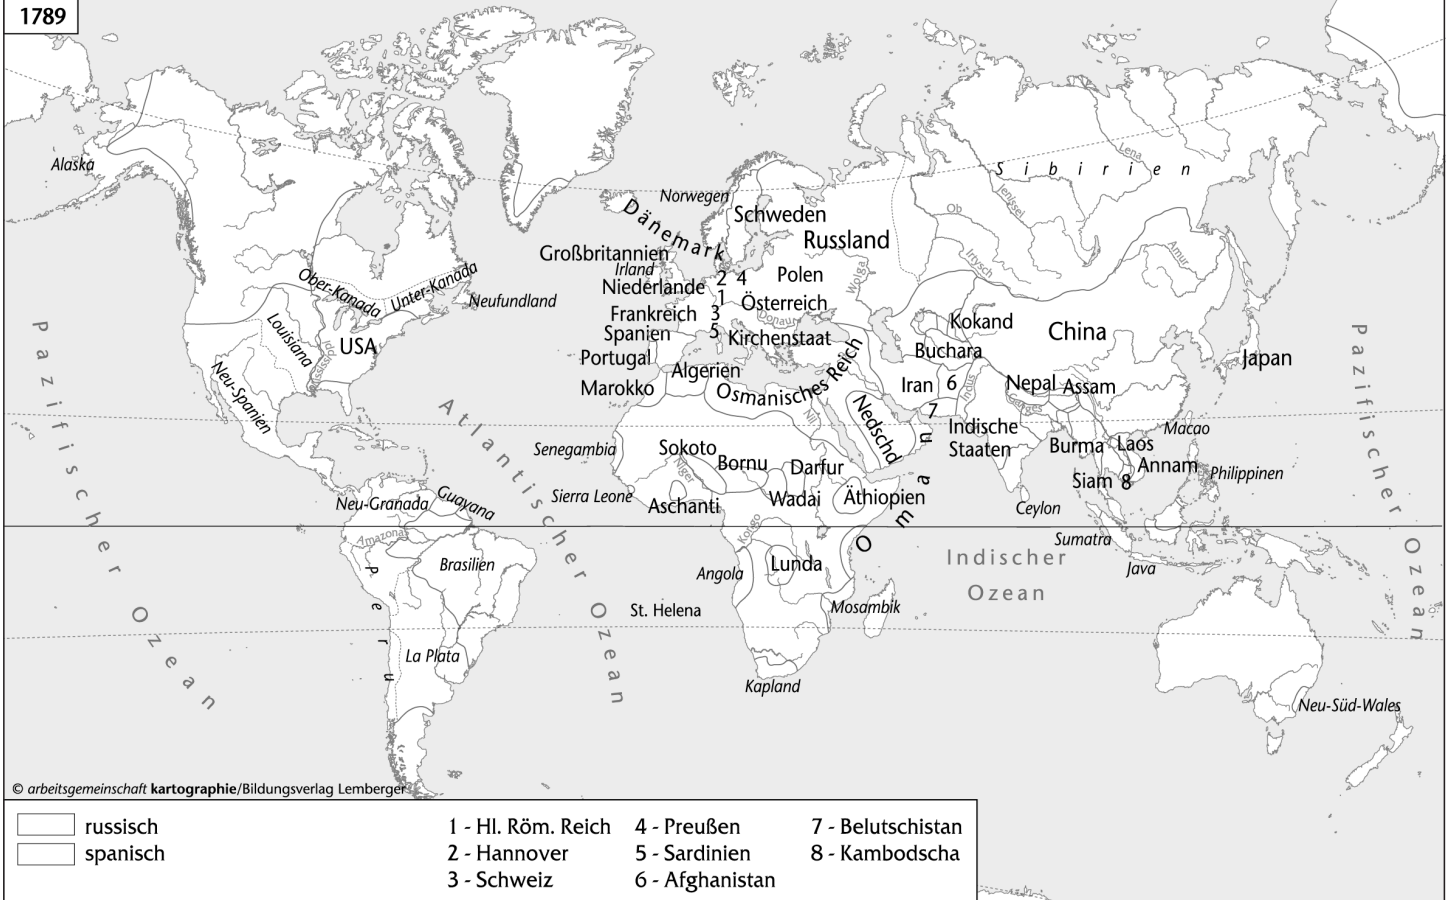 1789
Alaska
Norwegen
Dänemark
Schweden
Russland
Sibirien
Lena
Jenissei
Ob
Irtysch
Amur
Wolga
Großbritannien
Irland
Niederlande
2 4
Polen
1
Österreich
Frankreich
3
Donau
Spanien
5
Kirchenstaat
Portugal
Algerien
Marokko
Osmanisches Reich
Ober-Kanada
Unter-Kanada
Neufundland
Louisiana
Mississippi
USA
Neu-Spanien
Kokand
China
Buchara
Iran
6
Indus
Nepal
Assam
Ganges
Japan
7
Nedschd
Nil
Indische
Staaten
Macao
Burma
Laos
Annam
Siam
8
Philippinen
Senegambia
Sokoto
Niger
Bornu
Darfur
Wadai
Äthiopien
Sierra Leone
Aschanti
Oman
Ceylon
Neu-Granada
Guayana
Amazonas
Brasilien
Peru
La Plata
Kongo
Angola
Lunda
Sumatra
Java
Indischer
Ozean
St. Helena
Mosambik
Kapland
Neu-Süd-Wales
Pazifischer Ozean
Atlantischer Ozean
Pazifischer Ozean
© arbeitsgemeinschaft kartographie/Bildungsverlag Lemberger
russisch
spanisch
1 - Hl. Röm. Reich
2 - Hannover
3 - Schweiz
4 - Preußen
5 - Sardinien
6 - Afghanistan
7 - Belutschistan
8 - Kambodscha